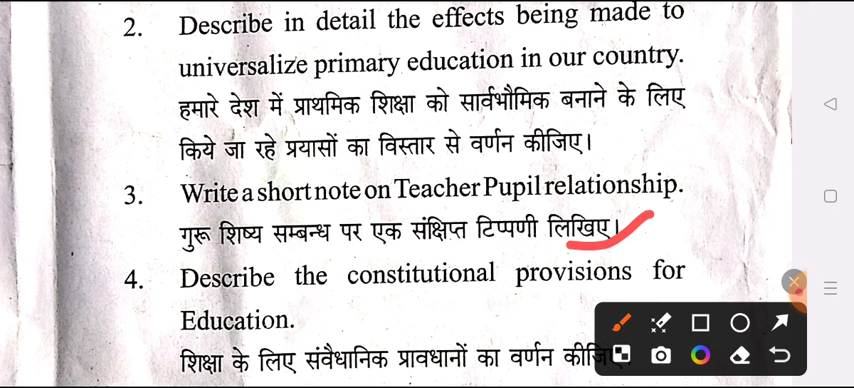 2. Describe in detail the effects being made to
universalize primary education in our country.
हमारे देश में प्राथमिक शिक्षा को सार्वभौमिक बनाने के लिए
किये जा रहे प्रयासों का विस्तार से वर्णन कीजिए।
3. Write a short note on Teacher Pupil relationship.
गुरू शिष्य सम्बन्ध पर एक संक्षिप्त टिप्पणी लिखिए।
4. Describe the constitutional provisions for
Education.
शिक्षा के लिए संवैधानिक प्रावधानों का वर्णन